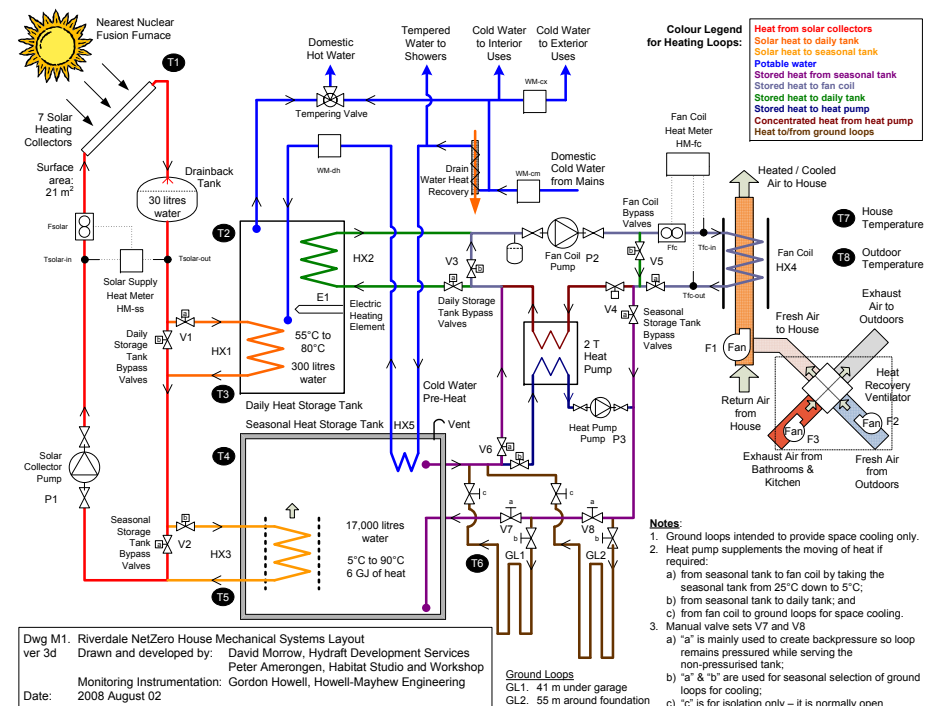 Nearest Nuclear
Fusion Furnace
T1
7 Solar
Heating
Collectors
Surface
area:
21 m²
Drainback
Tank
30 litres
water
Fsolar
Tsolar-in
Tsolar-out
Solar Supply
Heat Meter
HM-ss
Daily
Storage
Tank
Bypass
Valves
a
V1
b
HX1
T3
T2
Domestic
Hot Water
Tempering Valve
WM-dh
Tempered
Water to
Showers
Cold Water
to Interior
Uses
Cold Water
to Exterior
Uses
WM-cx
Drain
Water Heat
Recovery
WM-cm
Domestic
Cold Water
from Mains
Colour Legend
for Heating Loops:
Heat from solar collectors
Solar heat to daily tank
Solar heat to seasonal tank
Potable water
Stored heat from seasonal tank
Stored heat to fan coil
Stored heat to daily tank
Stored heat to heat pump
Concentrated heat from heat pump
Heat to/from ground loops
Fan Coil
Heat Meter
HM-fc
Fan Coil
Bypass
Valves
Ffc
Tfc-in
Tfc-out
b
V5
a
Heated / Cooled
Air to House
Fan Coil
HX4
T7
House
Temperature
T8
Outdoor
Temperature
HX2
E1
Electric
Heating
Element
55°C to
80°C
300 litres
water
Daily Heat Storage Tank
V3
b
a
Daily Storage
Tank Bypass
Valves
Fan Coil
Pump
P2
V4
b
a
Seasonal
Storage Tank
Bypass
Valves
2 T
Heat
Pump
Heat Pump
Pump
P3
F1
Fan
Return Air
from
House
Fresh Air
to House
Exhaust
Air to
Outdoors
Heat
Recovery
Ventilator
Fan
F3
Fan
F2
Exhaust Air from
Bathrooms &
Kitchen
Fresh Air
from
Outdoors
Cold Water
Pre-Heat
Seasonal Heat Storage Tank
HX5
Vent
T4
V6
a
b
Solar
Collector
Pump
P1
Seasonal
Storage
Tank
Bypass
Valves
b
V2
a
HX3
T5
17,000 litres
water
5°C to 90°C
6 GJ of heat
c
c
a
V7
b
a
V8
b
T6
GL1
GL2
Ground Loops
GL1. 41 m under garage
GL2. 55 m around foundation
Notes:
1. Ground loops intended to provide space cooling only.
2. Heat pump supplements the moving of heat if
required:
a) from seasonal tank to fan coil by taking the
seasonal tank from 25°C down to 5°C;
b) from seasonal tank to daily tank; and
c) from fan coil to ground loops for space cooling.
3. Manual valve sets V7 and V8
a) "a" is mainly used to create backpressure so loop
remains pressured while serving the
non-pressurised tank;
b) "a" & "b" are used for seasonal selection of ground
loops for cooling;
c) "c" is for isolation only – it is normally open
Dwg M1. Riverdale NetZero House Mechanical Systems Layout
ver 3d Drawn and developed by: David Morrow, Hydraft Development Services
Peter Amerongen, Habitat Studio and Workshop
Monitoring Instrumentation: Gordon Howell, Howell-Mayhew Engineering
Date: 2008 August 02